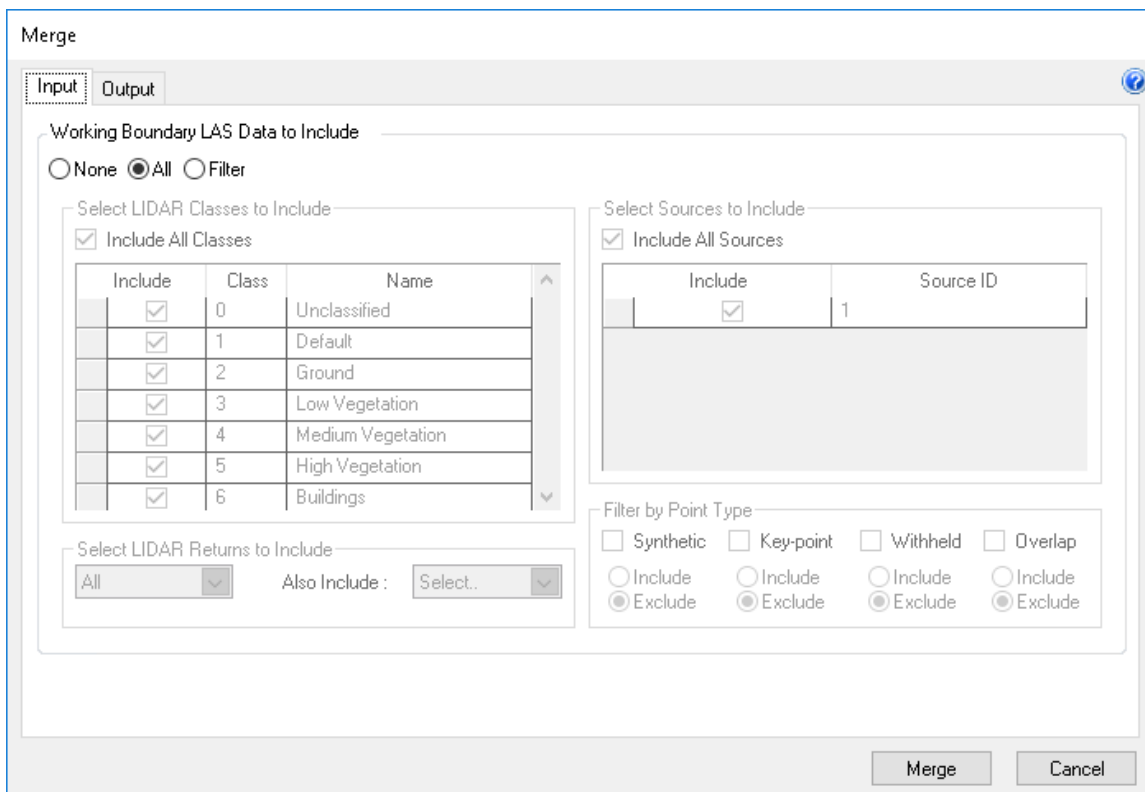 Merge
Input Output
Working Boundary LAS Data to Include
None All Filter
Select LIDAR Classes to Include
Include All Classes
Include Class Name
0 Unclassified
1 Default
2 Ground
3 Low Vegetation
4 Medium Vegetation
5 High Vegetation
6 Buildings
Select LIDAR Returns to Include
All Also Include : Select..
Select Sources to Include
Include All Sources
Include Source ID
1
Filter by Point Type
Synthetic Key-point Withheld Overlap
Include Include Include Include
Exclude Exclude Exclude Exclude
Merge Cancel